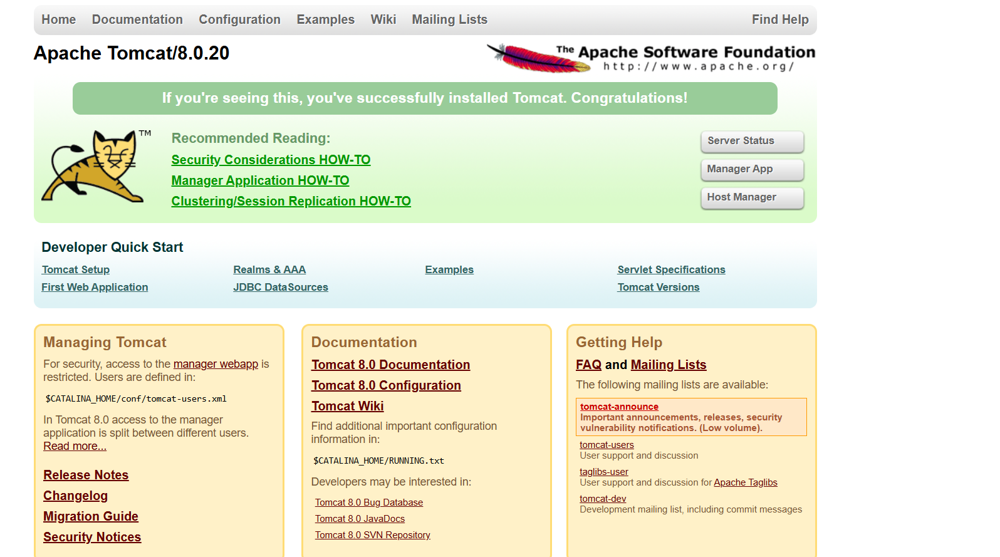 Home Documentation Configuration Examples Wiki Mailing Lists Find Help
Apache Tomcat/8.0.20
The Apache Software Foundation
http://www.apache.org/
If you're seeing this, you've successfully installed Tomcat. Congratulations!
TM
Recommended Reading:
Security Considerations HOW-TO
Manager Application HOW-TO
Clustering/Session Replication HOW-TO
Server Status
Manager App
Host Manager
Developer Quick Start
Tomcat Setup
First Web Application
Realms & AAA
JDBC DataSources
Examples
Servlet Specifications
Tomcat Versions
Managing Tomcat
For security, access to the manager webapp is
restricted. Users are defined in:
$CATALINA_HOME/conf/tomcat-users.xml
In Tomcat 8.0 access to the manager
application is split between different users.
Read more...
Release Notes
Changelog
Migration Guide
Security Notices
Documentation
Tomcat 8.0 Documentation
Tomcat 8.0 Configuration
Tomcat Wiki
Find additional important configuration
information in:
$CATALINA_HOME/RUNNING.txt
Developers may be interested in:
Tomcat 8.0 Bug Database
Tomcat 8.0 JavaDocs
Tomcat 8.0 SVN Repository
Getting Help
FAQ and Mailing Lists
The following mailing lists are available:
tomcat-announce
Important announcements, releases, security
vulnerability notifications. (Low volume).
tomcat-users
User support and discussion
taglibs-user
User support and discussion for Apache Taglibs
tomcat-dev
Development mailing list, including commit messages